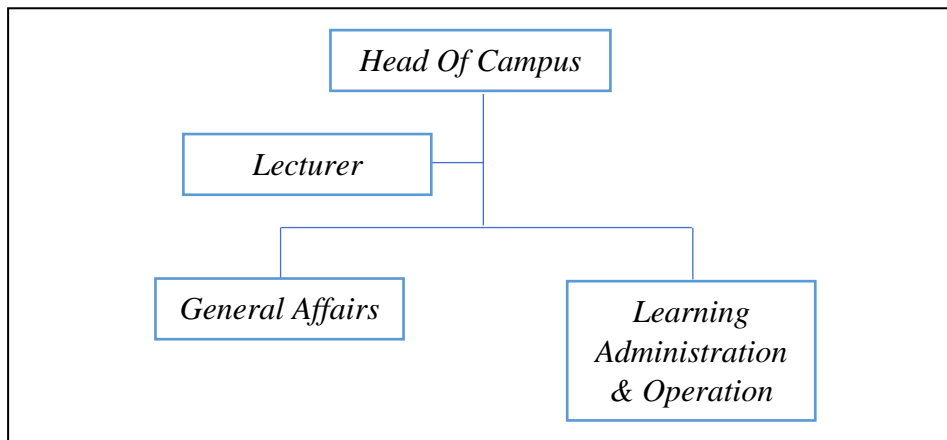 Head Of Campus
Lecturer
General Affairs
Learning
Administration
& Operation